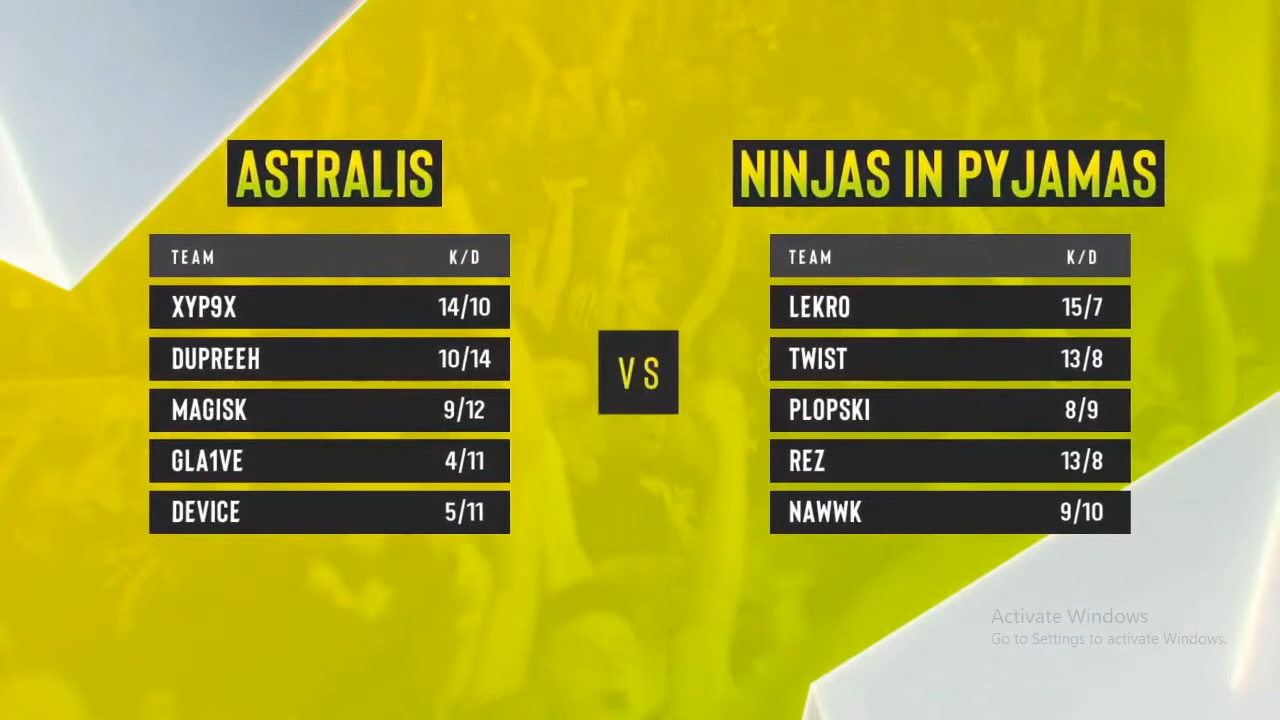 ASTRALIS
TEAM K/D
XYP9X 14/10
DUPREEH 10/14
MAGISK 9/12
GLA1VE 4/11
DEVICE 5/11
VS
NINJAS IN PYJAMAS
TEAM K/D
LEKRO 15/7
TWIST 13/8
PLOPSKI 8/9
REZ 13/8
NAWWK 9/10
Activate Windows
Go to Settings to activate Windows.